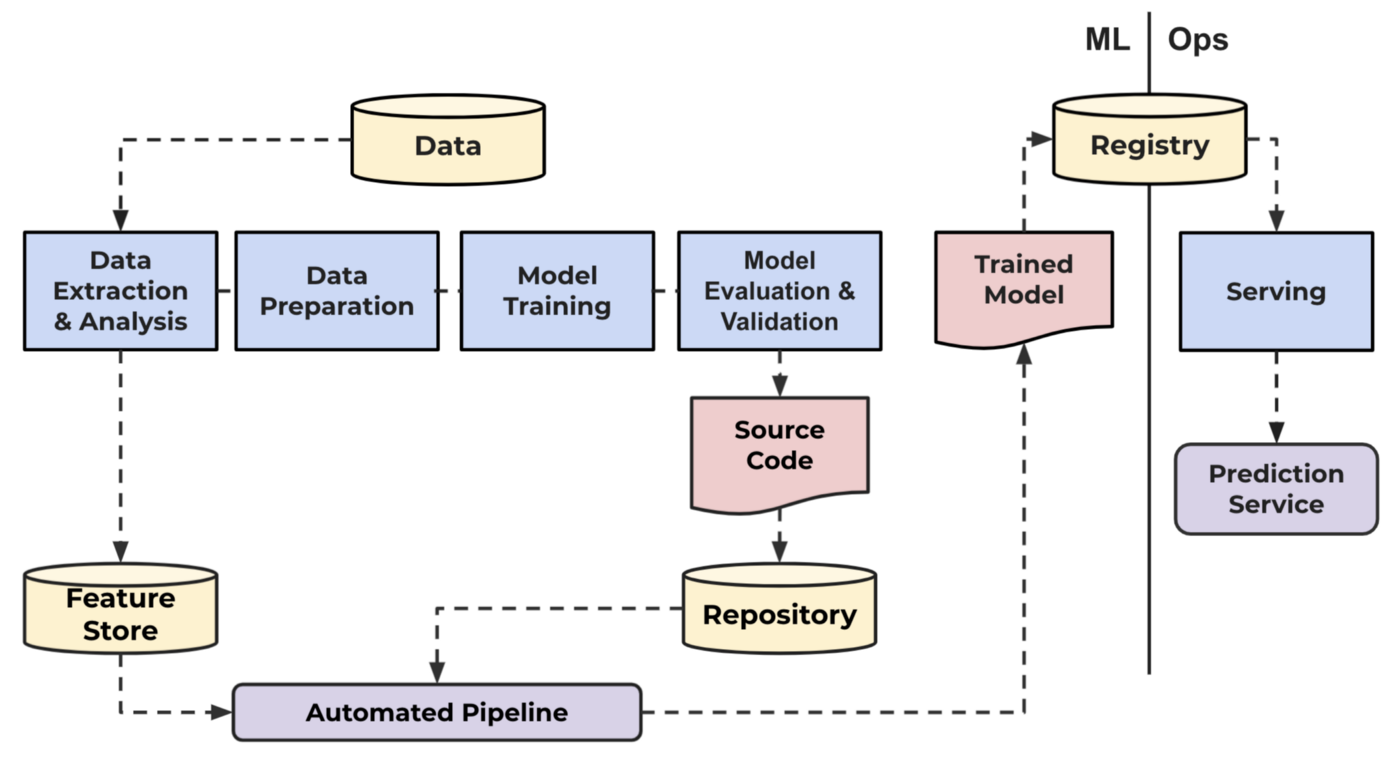 ML
Ops
Data
Registry
Data
Extraction
& Analysis
Data
Preparation
Model
Training
Model
Evaluation &
Validation
Trained
Model
Serving
Source
Code
Prediction
Service
Feature
Store
Repository
Automated Pipeline